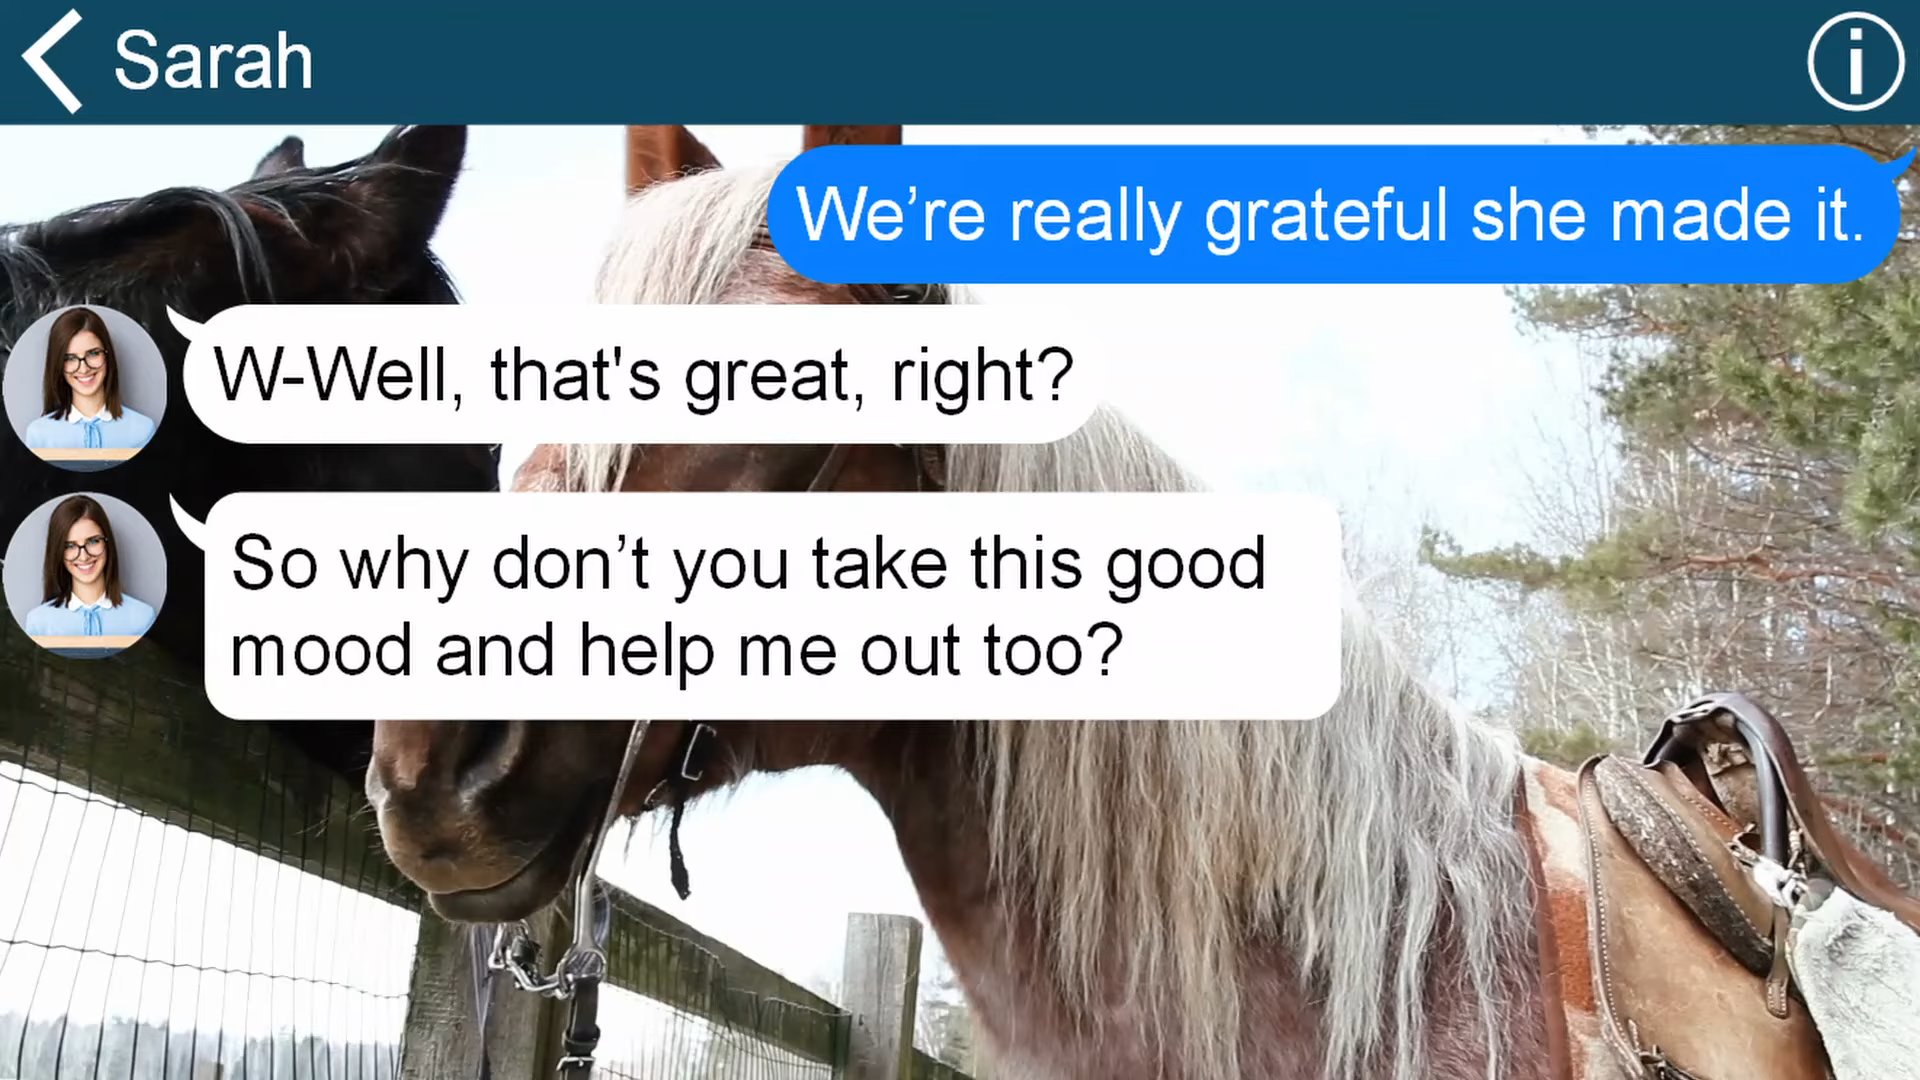 Sarah
We’re really grateful she made it.
W-Well, that's great, right?
So why don’t you take this good
mood and help me out too?